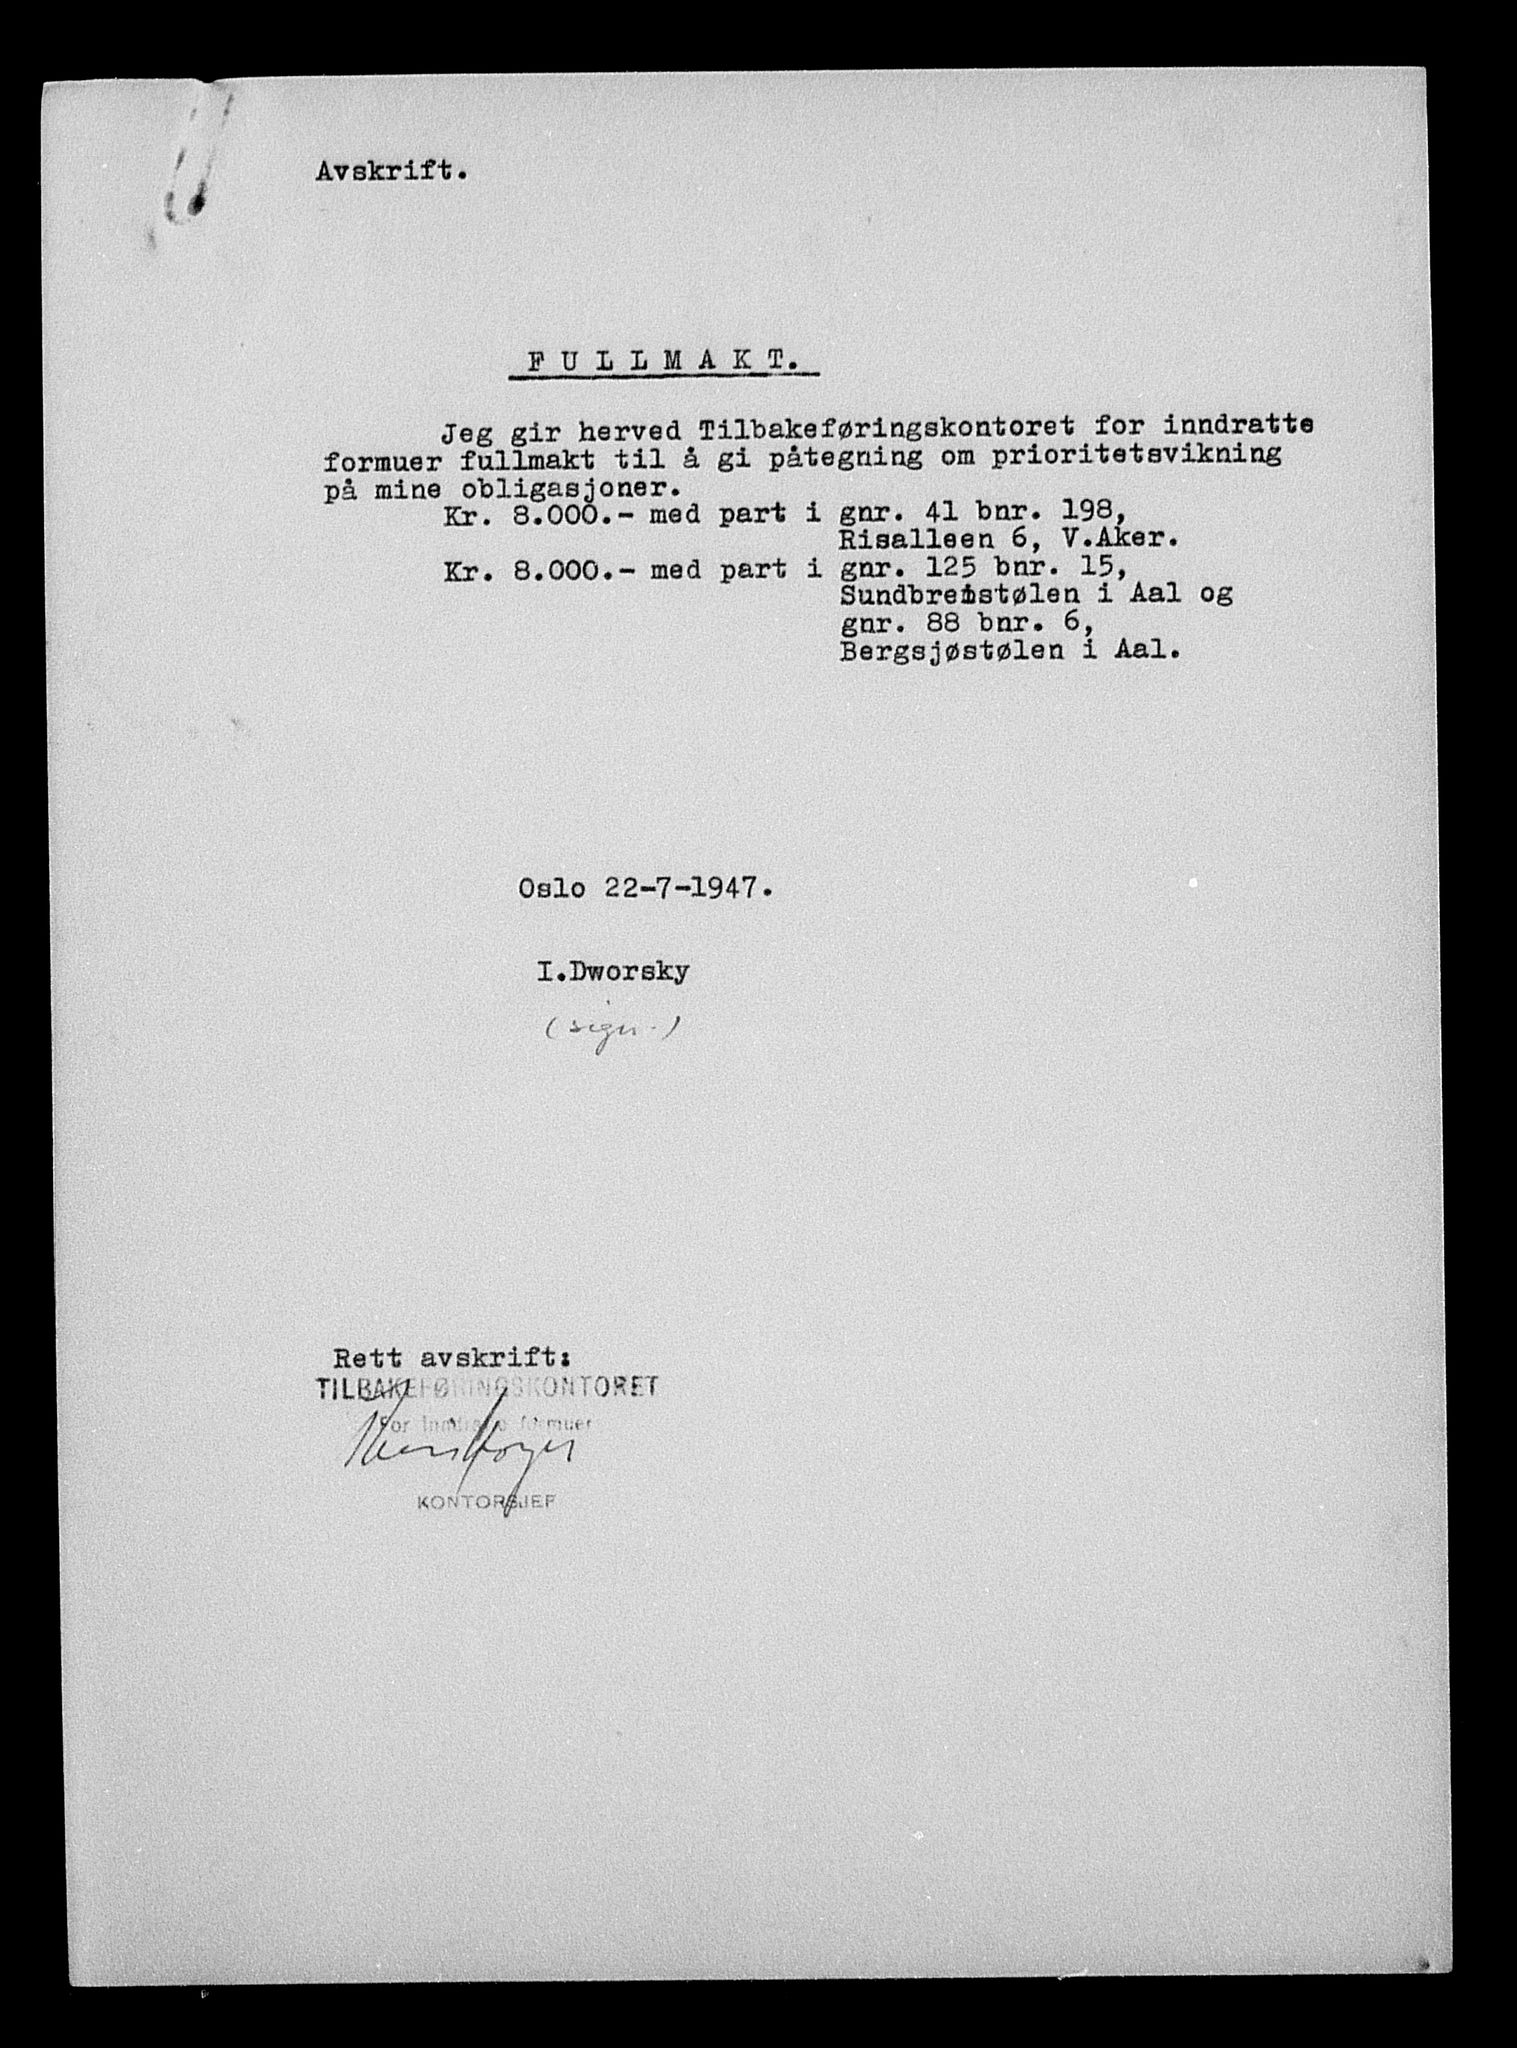 Avskrift.
F U L L M A K T.
Jeg gir herved Tilbakeføringskontoret for inndratte
formuer fullmakt til å gi påtegning om prioritetsvikning
på mine obligasjoner.
Kr. 8.000.- med part i gnr. 41 bnr. 198,
Risalleen 6, V.Aker.
Kr. 8.000.- med part i gnr. 125 bnr. 15,
Sundbreistølen i Aal og
gnr. 88 bnr. 6,
Bergsjøstølen i Aal.
Oslo 22-7-1947.
I.Dworsky
(sign.)
Rett avskrift:
TILBAKEFØRINGSKONTORET
For inndratte formuer
KONTORSJEF